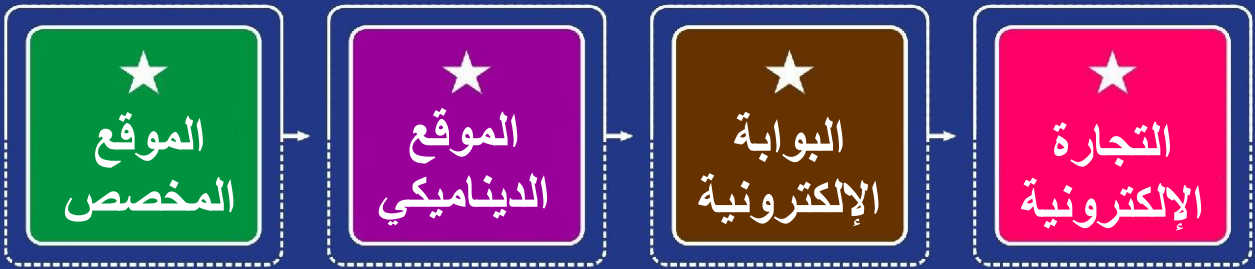 الموقع
المخصص
الموقع
الديناميكي
البوابة
الإلكترونية
التجارة
الإلكترونية